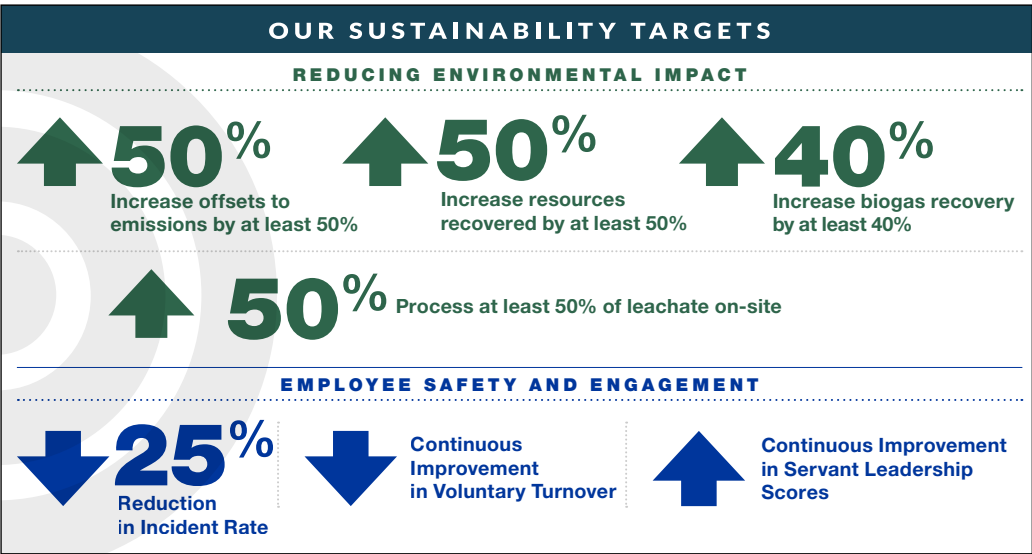 OUR SUSTAINABILITY TARGETS
REDUCING ENVIRONMENTAL IMPACT
50%
Increase offsets to
emissions by at least 50%
50%
Increase resources
recovered by at least 50%
40%
Increase biogas recovery
by at least 40%
50% Process at least 50% of leachate on-site
EMPLOYEE SAFETY AND ENGAGEMENT
25%
Reduction
in Incident Rate
Continuous
Improvement
in Voluntary Turnover
Continuous Improvement
in Servant Leadership
Scores